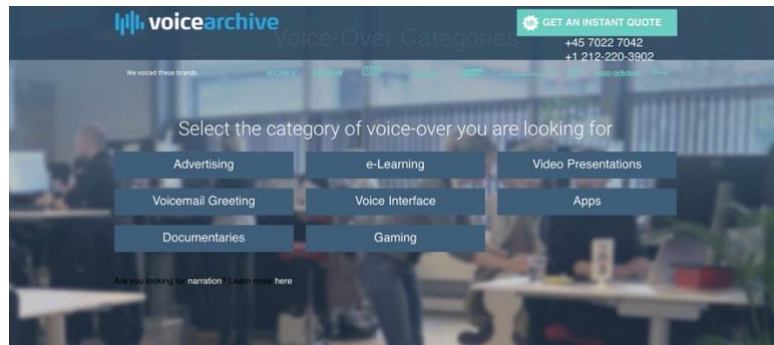 voicearchive
GET AN INSTANT QUOTE
Voice-Over Categories
+45 7022 7042
+1 212-220-3902
We voiced these brands
SONY
adidas
Select the category of voice-over you are looking for
Advertising
e-Learning
Video Presentations
Voicemail Greeting
Voice Interface
Apps
Documentaries
Gaming
Are you looking for narration? Learn more here